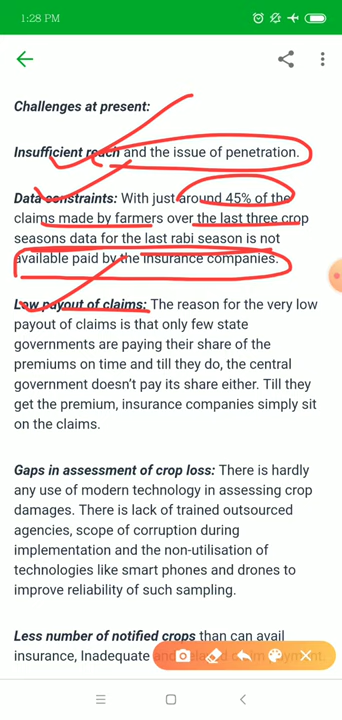 1:28 PM
Challenges at present:
Insufficient reach and the issue of penetration.
Data constraints: With just around 45% of the
claims made by farmers over the last three crop
seasons data for the last rabi season is not
available paid by the insurance companies.
Low payout of claims: The reason for the very low
payout of claims is that only few state
governments are paying their share of the
premiums on time and till they do, the central
government doesn't pay its share either. Till they
get the premium, insurance companies simply sit
on the claims.
Gaps in assessment of crop loss: There is hardly
any use of modern technology in assessing crop
damages. There is lack of trained outsourced
agencies, scope of corruption during
implementation and the non-utilisation of
technologies like smart phones and drones to
improve reliability of such sampling.
Less number of notified crops than can avail
insurance, Inadequate